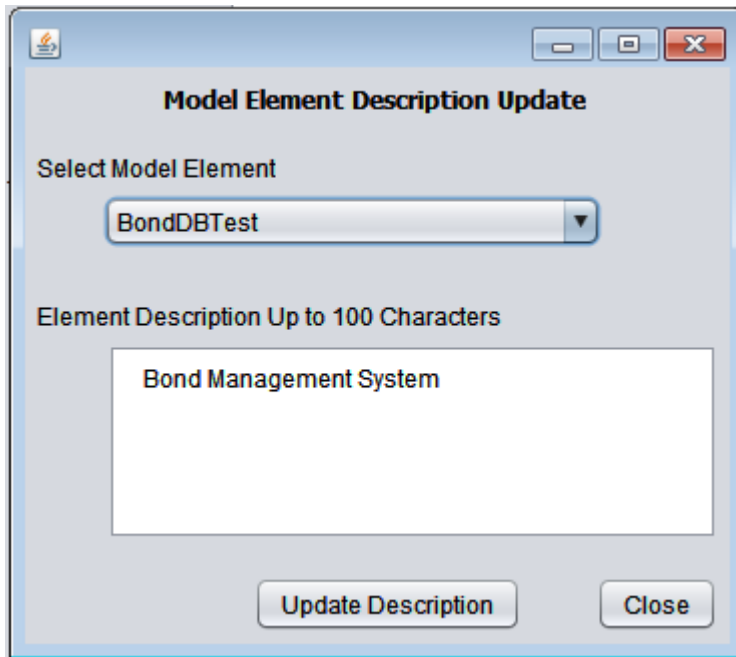 Model Element Description Update
Select Model Element
BondDBTest
Element Description Up to 100 Characters
Bond Management System
Update Description
Close